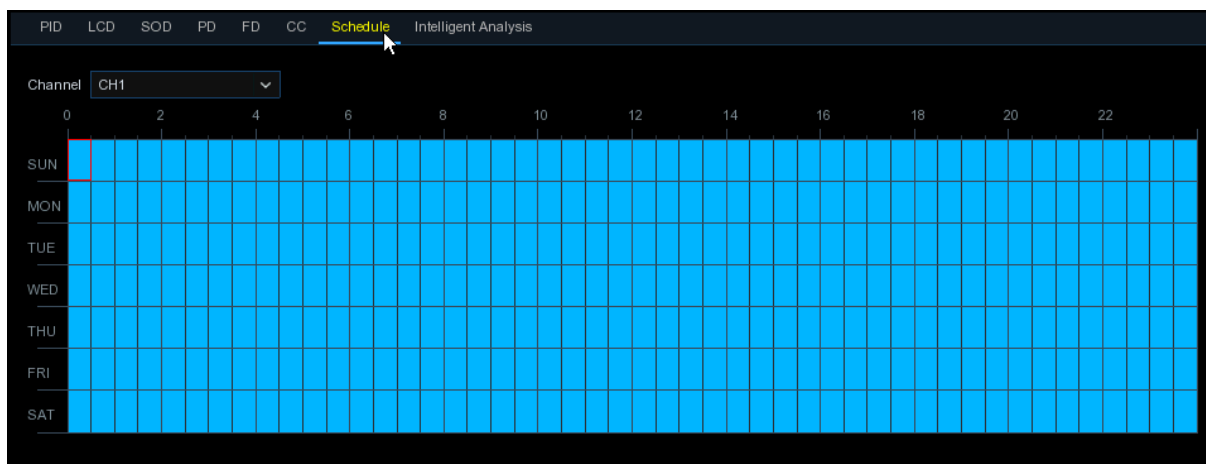 PID LCD SOD PD FD CC Schedule Intelligent Analysis
Channel CH1
0 2 4 6 8 10 12 14 16 18 20 22
SUN
MON
TUE
WED
THU
FRI
SAT